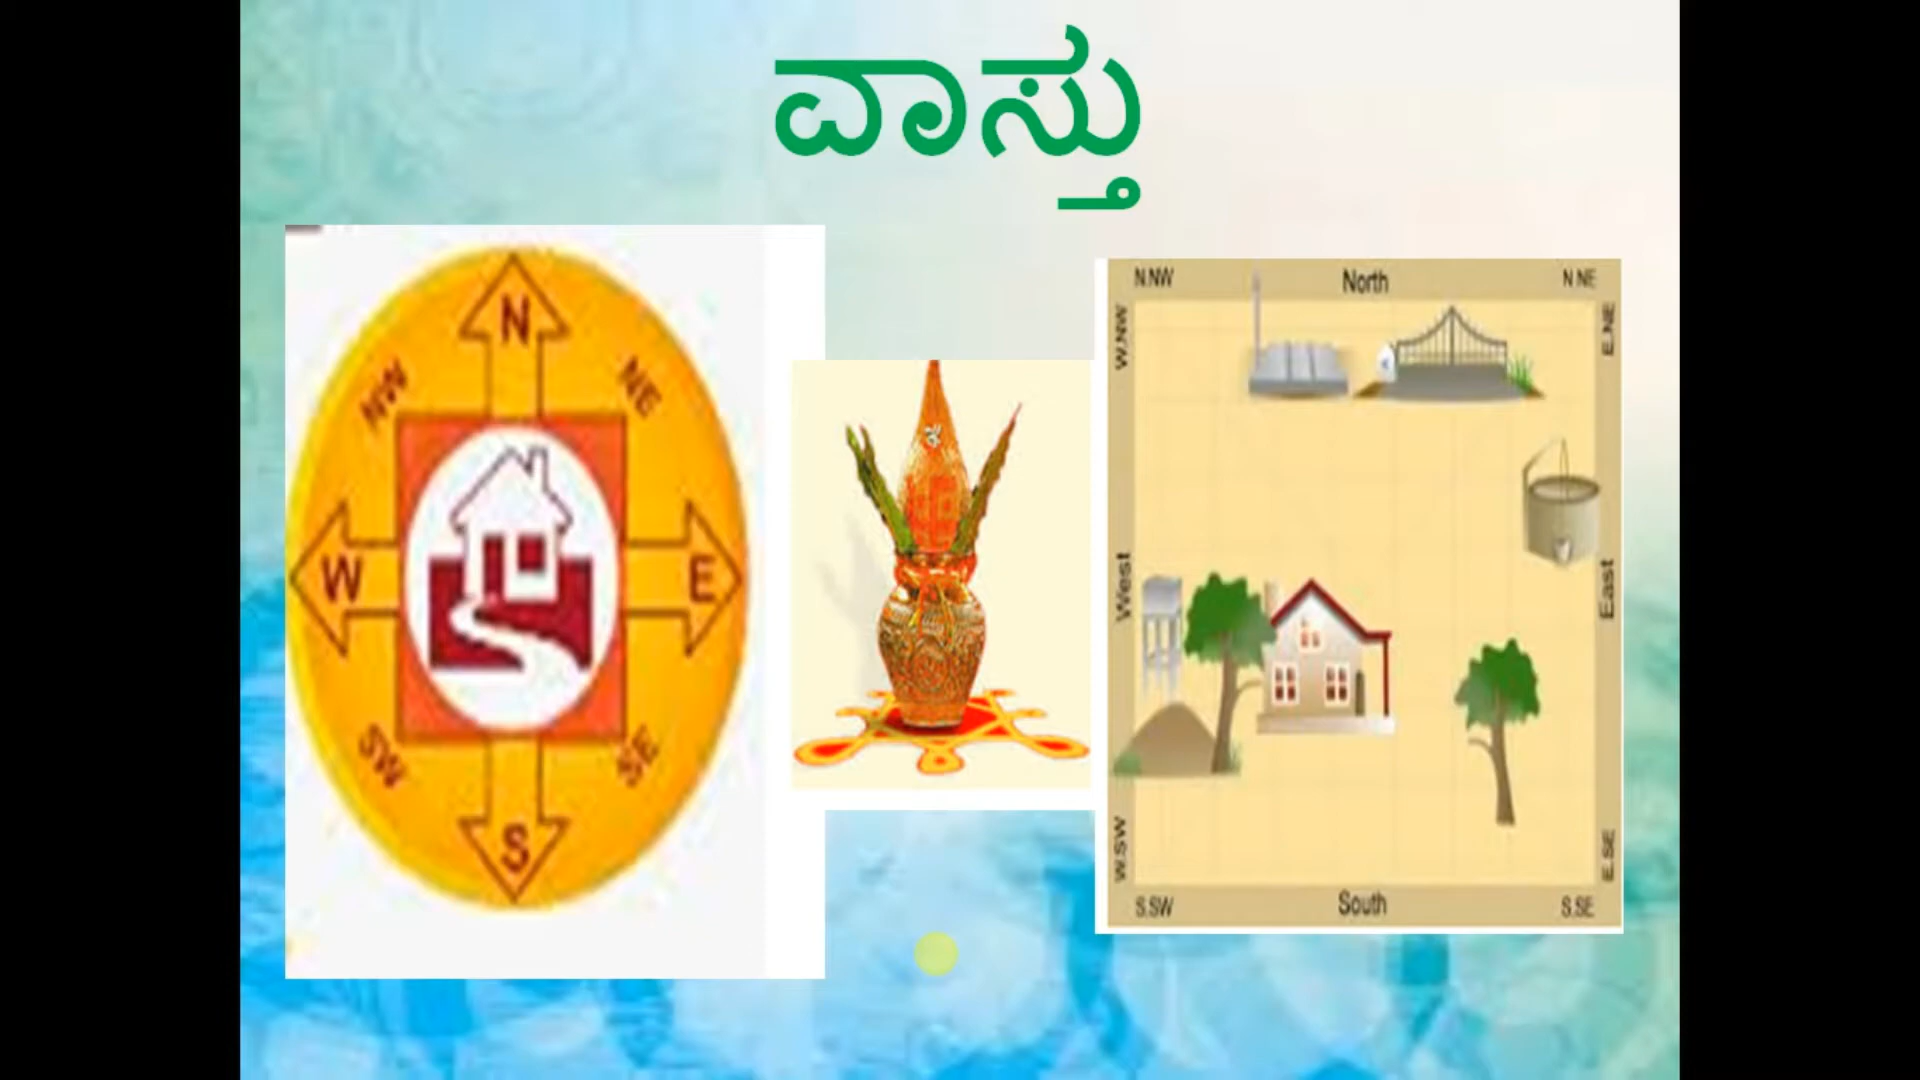 ವಾಸ್ತು
N
NW NE
W E
SW SE
S
N.NW North N NE
W.NW E.NE
West East
W.SW E.SE
S.SW South S.SE